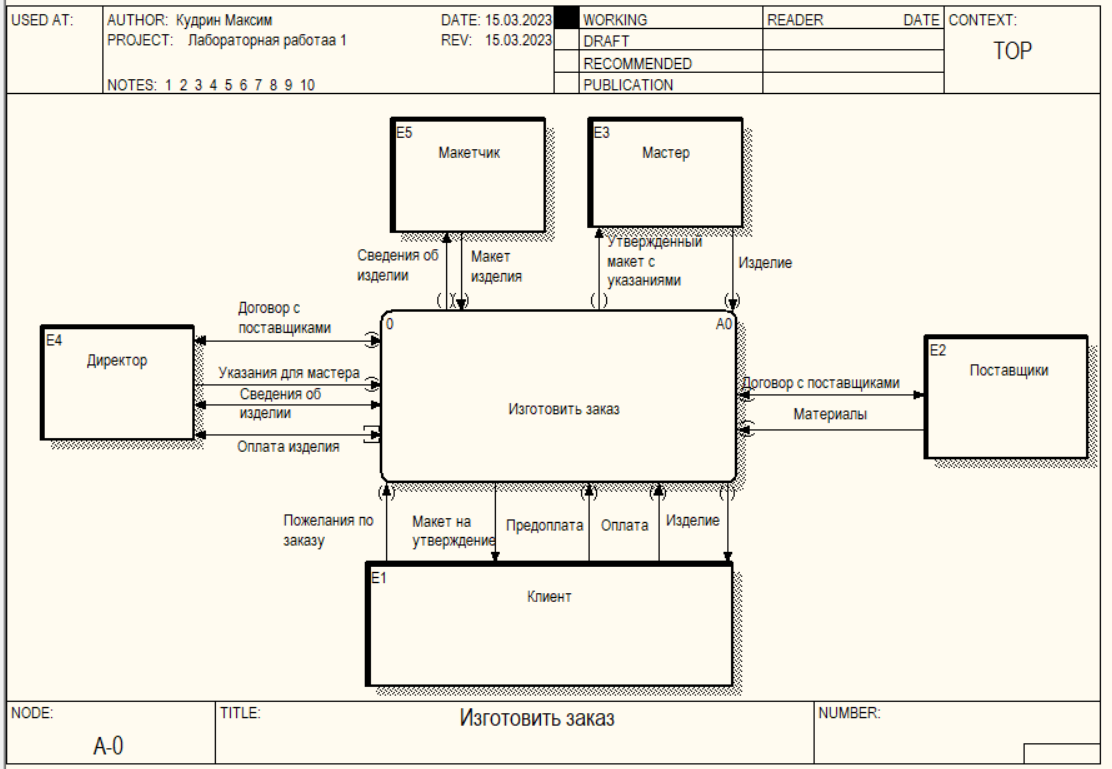 USED AT:
AUTHOR: Кудрин Максим
DATE: 15.03.2023
PROJECT: Лабораторная работаа 1
REV: 15.03.2023
NOTES: 1 2 3 4 5 6 7 8 9 10
WORKING
DRAFT
RECOMMENDED
PUBLICATION
READER
DATE
CONTEXT:
TOP
E5
Макетчик
E3
Мастер
Сведения об
изделии
Макет
изделия
Утвержденный
макет с
указаниями
Изделие
E4
Директор
Договор с
поставщиками
Указания для мастера
Сведения об
изделии
Оплата изделия
0
A0
Изготовить заказ
E2
Поставщики
Договор с поставщиками
Материалы
Пожелания по
заказу
Макет на
утверждение
Предоплата
Оплата
Изделие
E1
Клиент
NODE:
A-0
TITLE:
Изготовить заказ
NUMBER: